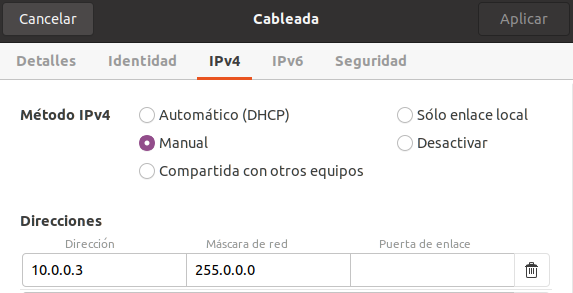 Cancelar Cableada Aplicar
Detalles Identidad IPv4 IPv6 Seguridad
Método IPv4 Automático (DHCP) Sólo enlace local
Manual Desactivar
Compartida con otros equipos
Direcciones
Dirección Máscara de red Puerta de enlace
10.0.0.3 255.0.0.0